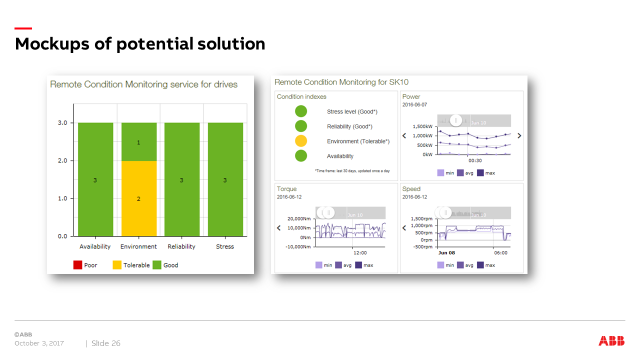 Mockups of potential solution
Remote Condition Monitoring service for drives
3.0
2.0
1.0
0.0
3
1
2
3
3
Availability
Environment
Reliability
Stress
Poor
Tolerable
Good
Remote Condition Monitoring for SK10
Condition indexes
Stress level (Good*)
Reliability (Good*)
Environment (Tolerable*)
Availability
*Time frame: last 30 days, updated once a day
Power
2016-06-07
Jun 18
1,500kW
1,000kW
500kW
0kW
00:00
min avg max
Torque
2016-06-12
Jun 18
20,000Nm
10,000Nm
0Nm
-10,000Nm
12:00
min avg max
Speed
2016-06-12
1,500rpm
1,000rpm
500rpm
0rpm
-500rpm
Jun 08
06:00
min avg max
©ABB
October 3, 2017
| Slide 26
ABB